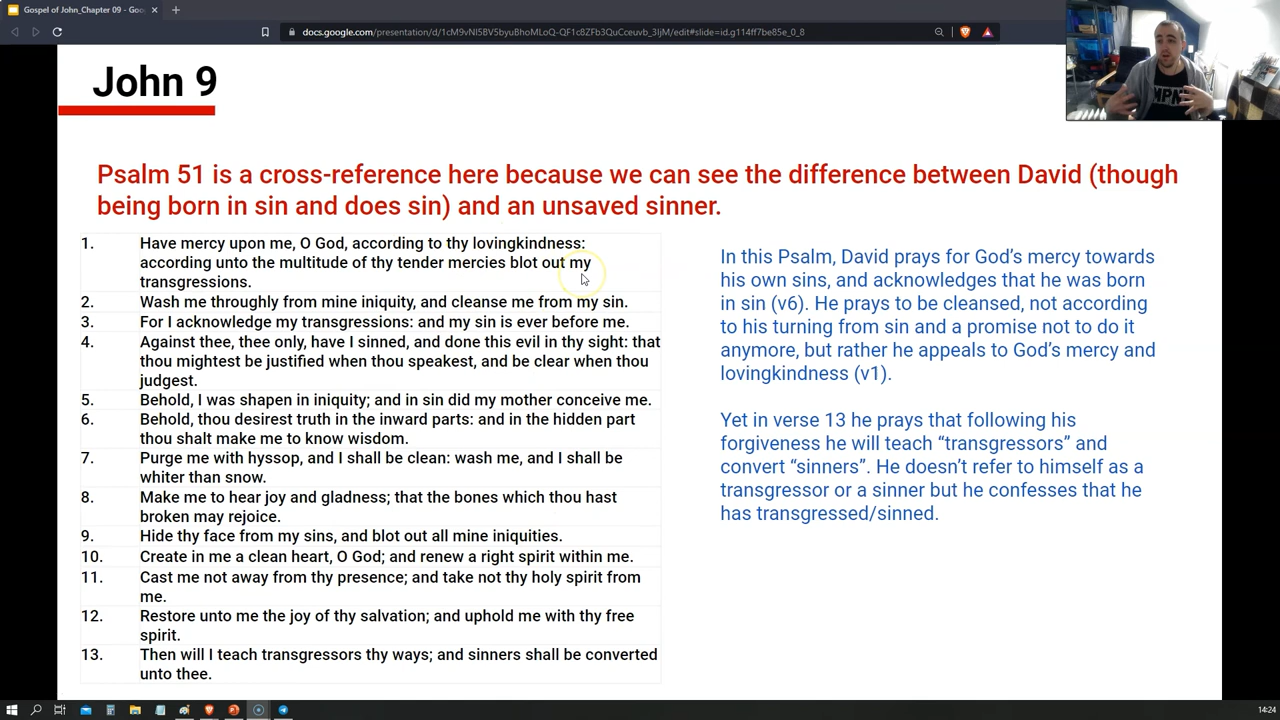 Gospel of John_Chapter 09 - Goo
docs.google.com/presentation/d/1cM9vNI5BV5byuBhoMLoQ-QF1c8ZFb3QuCceuvb_3IjM/edit#slide=id.g114ff7be85e_0_8
John 9
MPN
Psalm 51 is a cross-reference here because we can see the difference between David (though
being born in sin and does sin) and an unsaved sinner.
1. Have mercy upon me, O God, according to thy lovingkindness:
according unto the multitude of thy tender mercies blot out my
transgressions.
2. Wash me throughly from mine iniquity, and cleanse me from my sin.
3. For I acknowledge my transgressions: and my sin is ever before me.
4. Against thee, thee only, have I sinned, and done this evil in thy sight: that
thou mightest be justified when thou speakest, and be clear when thou
judgest.
5. Behold, I was shapen in iniquity; and in sin did my mother conceive me.
6. Behold, thou desirest truth in the inward parts: and in the hidden part
thou shalt make me to know wisdom.
7. Purge me with hyssop, and I shall be clean: wash me, and I shall be
whiter than snow.
8. Make me to hear joy and gladness; that the bones which thou hast
broken may rejoice.
9. Hide thy face from my sins, and blot out all mine iniquities.
10. Create in me a clean heart, O God; and renew a right spirit within me.
11. Cast me not away from thy presence; and take not thy holy spirit from
me.
12. Restore unto me the joy of thy salvation; and uphold me with thy free
spirit.
13. Then will I teach transgressors thy ways; and sinners shall be converted
unto thee.
In this Psalm, David prays for God's mercy towards
his own sins, and acknowledges that he was born
in sin (v6). He prays to be cleansed, not according
to his turning from sin and a promise not to do it
anymore, but rather he appeals to God's mercy and
lovingkindness (v1).
Yet in verse 13 he prays that following his
forgiveness he will teach “transgressors” and
convert “sinners”. He doesn't refer to himself as a
transgressor or a sinner but he confesses that he
has transgressed/sinned.
14:24